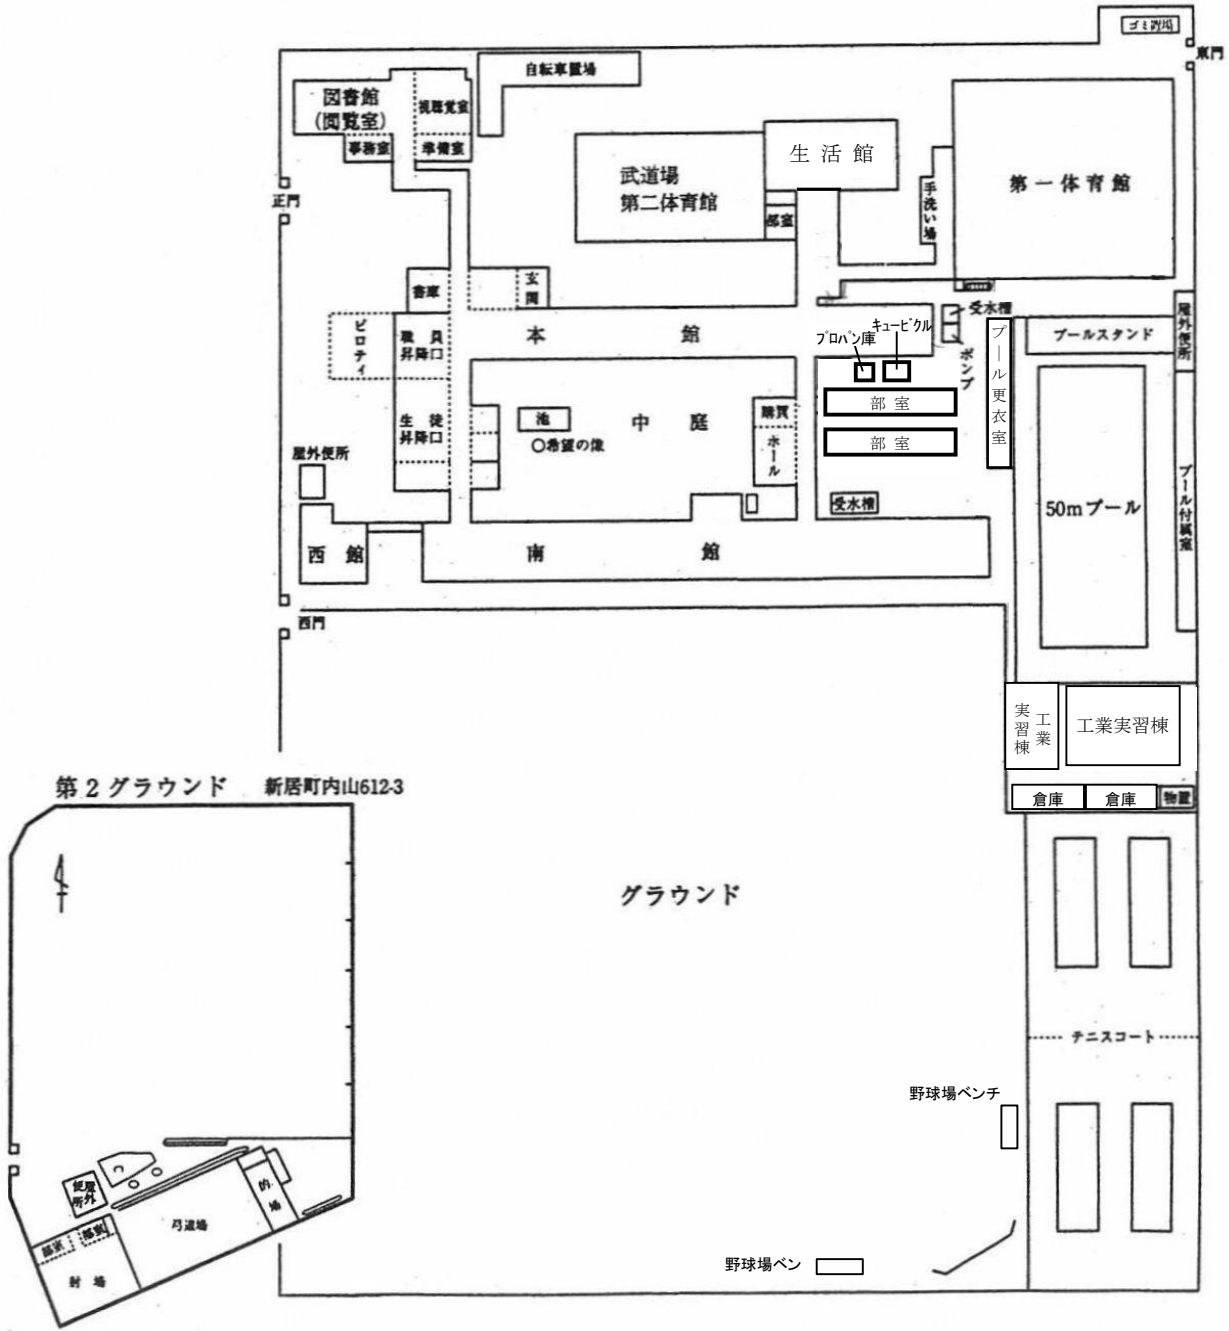 ゴミ置場
東門
自転車置場
図書館
(閲覧室)
視聴覚室
事務室
準備室
生活館
武道場
第二体育館
部室
手洗い場
第一体育館
正門
書庫
玄関
本館
受水槽
キュービクル
プロパン庫
ポンプ
プール更衣室
プールスタンド
屋外便所
ピロティ
職員
昇降口
部室
部室
生徒
昇降口
池
○希望の像
中庭
購買
ホール
屋外便所
受水槽
50mプール
プール付属室
西館
南館
西門
工業
実習棟
工業実習棟
倉庫
倉庫
物置
第2グラウンド 新居町内山612-3
グラウンド
テニスコート
野球場ベンチ
屋外
便所
的場
弓道場
部室
部室
射場
野球場ベン